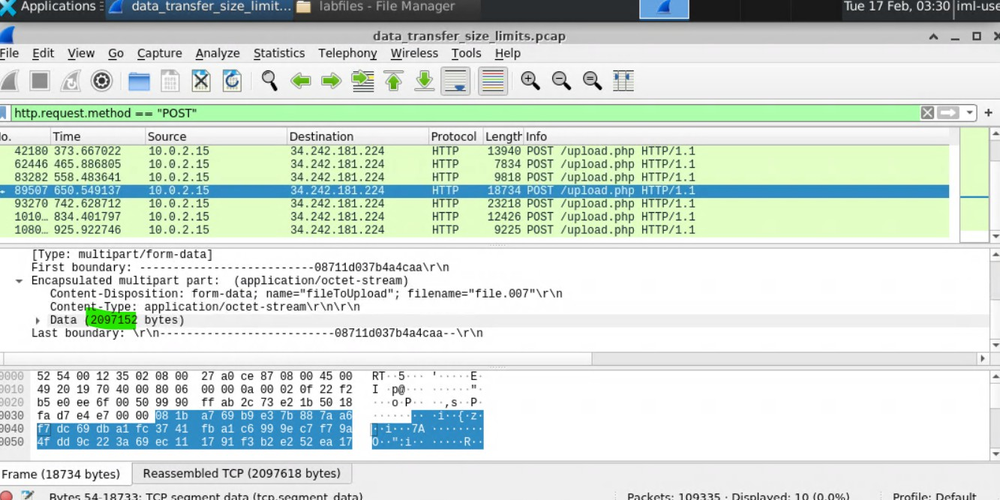 Applications data_transfer_size_limit... labfiles - File Manager Tue 17 Feb, 03:30 iml-use
data_transfer_size_limits.pcap
File Edit View Go Capture Analyze Statistics Telephony Wireless Tools Help
http.request.method == "POST"
No. Time Source Destination Protocol Length Info
42180 373.667022 10.0.2.15 34.242.181.224 HTTP 13940 POST /upload.php HTTP/1.1
62446 465.886805 10.0.2.15 34.242.181.224 HTTP 7834 POST /upload.php HTTP/1.1
83282 558.483641 10.0.2.15 34.242.181.224 HTTP 9818 POST /upload.php HTTP/1.1
89507 650.549137 10.0.2.15 34.242.181.224 HTTP 18734 POST /upload.php HTTP/1.1
93270 742.628712 10.0.2.15 34.242.181.224 HTTP 23218 POST /upload.php HTTP/1.1
1010… 834.401797 10.0.2.15 34.242.181.224 HTTP 12426 POST /upload.php HTTP/1.1
1080… 925.922746 10.0.2.15 34.242.181.224 HTTP 9225 POST /upload.php HTTP/1.1
[Type: multipart/form-data]
First boundary: --------------------------08711d037b4a4caa\r\n
Encapsulated multipart part: (application/octet-stream)
Content-Disposition: form-data; name="fileToUpload"; filename="file.007"\r\n
Content-Type: application/octet-stream\r\n\r\n
Data (2097152 bytes)
Last boundary: \r\n--------------------------08711d037b4a4caa--\r\n
0000 52 54 00 12 35 02 08 00 27 a0 ce 87 08 00 45 00 RT··5··· '·····E·
0010 49 20 19 70 40 00 80 06 00 00 0a 00 02 0f 22 f2 I ·p@··· ······"·
0020 b5 e0 ee 6f 00 50 99 90 ff ab 2c 73 e2 1b 50 18 ···o·P·· ··,s··P·
0030 fa d7 e4 e7 00 00 08 1b a7 69 b9 e3 7b 88 7a a6 ········ ·i··{·z·
0040 f7 dc 69 db a1 fc 37 41 fb a1 c6 99 9e c7 f7 9a ··i···7A ········
0050 4f dd 9c 22 3a 69 ec 11 17 91 f3 b2 e2 52 ea 17 O··":i·· ·····R··
Frame (18734 bytes) Reassembled TCP (2097618 bytes)
Bytes 54-18733: TCP segment data (tcp.segment_data) Packets: 109335 · Displayed: 10 (0.0%) Profile: Default